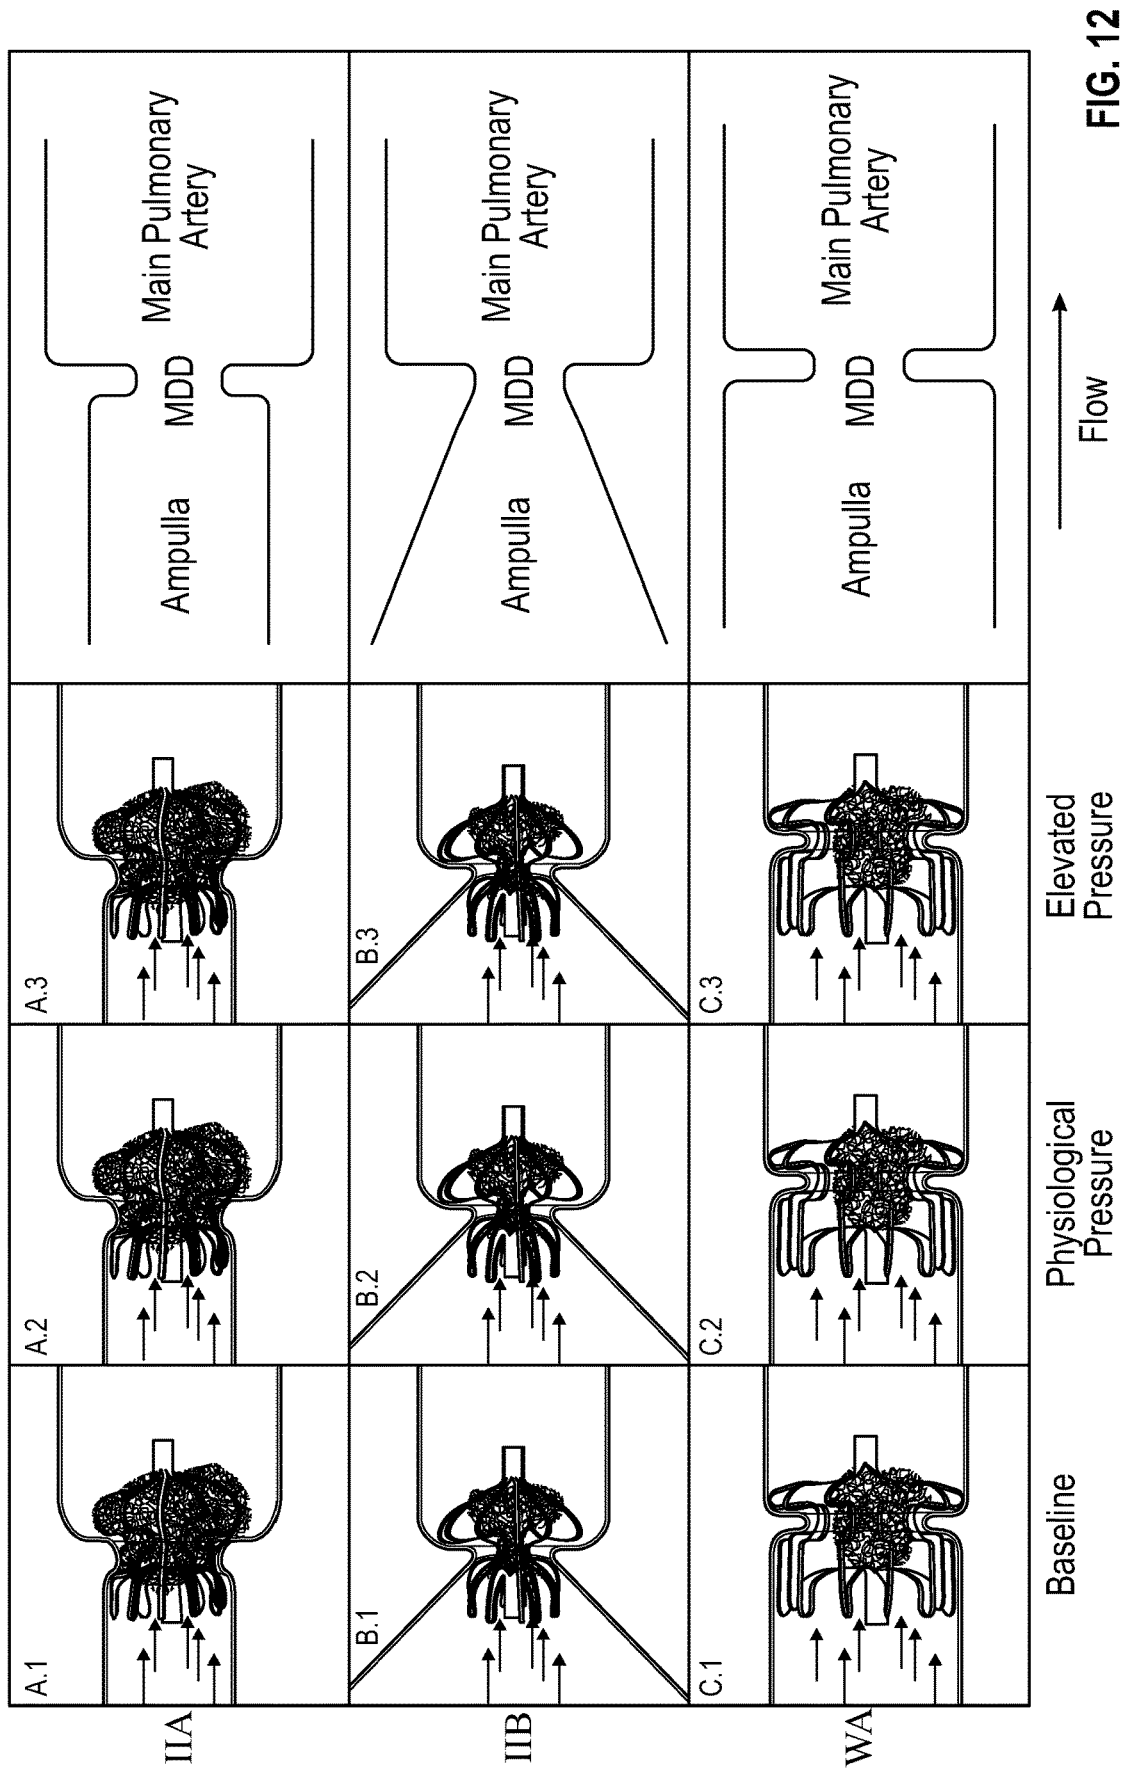 IIA
A.1
A.2
A.3
Ampulla
MDD
Main Pulmonary
Artery
IIB
B.1
B.2
B.3
Ampulla
MDD
Main Pulmonary
Artery
WA
C.1
C.2
C.3
Ampulla
MDD
Main Pulmonary
Artery
Baseline
Physiological
Pressure
Elevated
Pressure
Flow
FIG. 12